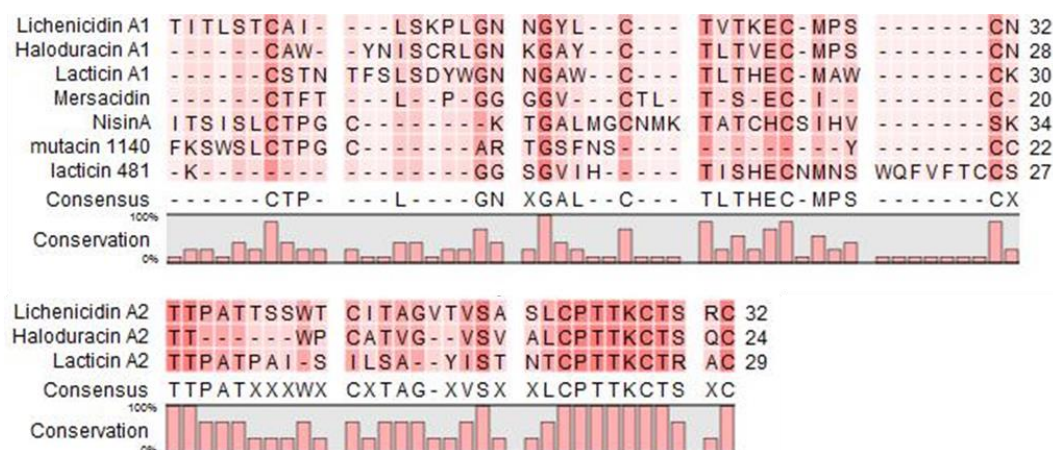 Lichenicidin A1 TITLSTCAI- ---LSKPLGN NGYL--C--- TVTKEC-MPS -------CN 32
Haloduracin A1 ------CAW- --YNISCRLGN NGAY--C--- TLTVEC-MPS -------CN 28
Lacticin A1 ------CSTN TFSLSDYWGN NGAW--C--- TLTHEC-MAW -------CK 30
Mersacidin ------CTFT ---L--P-GG GGV---CTL- T-S-EC-I-- -------C- 20
NisinA ITSISLCTPG C--------K TGALMGCNMK TATCHCSIHV -------SK 34
mutacin 1140 FKSWSLCTPG C-------AR TGSFNS---- ---------Y -------CC 22
lacticin 481 -K-------- --------GG SGVIH----- TISHECNMNS WQFVFTCCS 27
Consensus ------CTP- ---L----GN XGAL--C--- TLTHEC-MPS -------CX
100%
Conservation
0%
Lichenicidin A2 TTPATTSSWT CITAGVTVSA SLCPTTKCTS RC 32
Haloduracin A2 TT------WP CATVG--VSV ALCPTTKCTS QC 24
Lacticin A2 TTPATPAI-S ILSA--YIST NTCPTTKCTR AC 29
Consensus TTPATXXXWX CXTAG-XVSX XLCPTTKCTS XC
100%
Conservation
0%